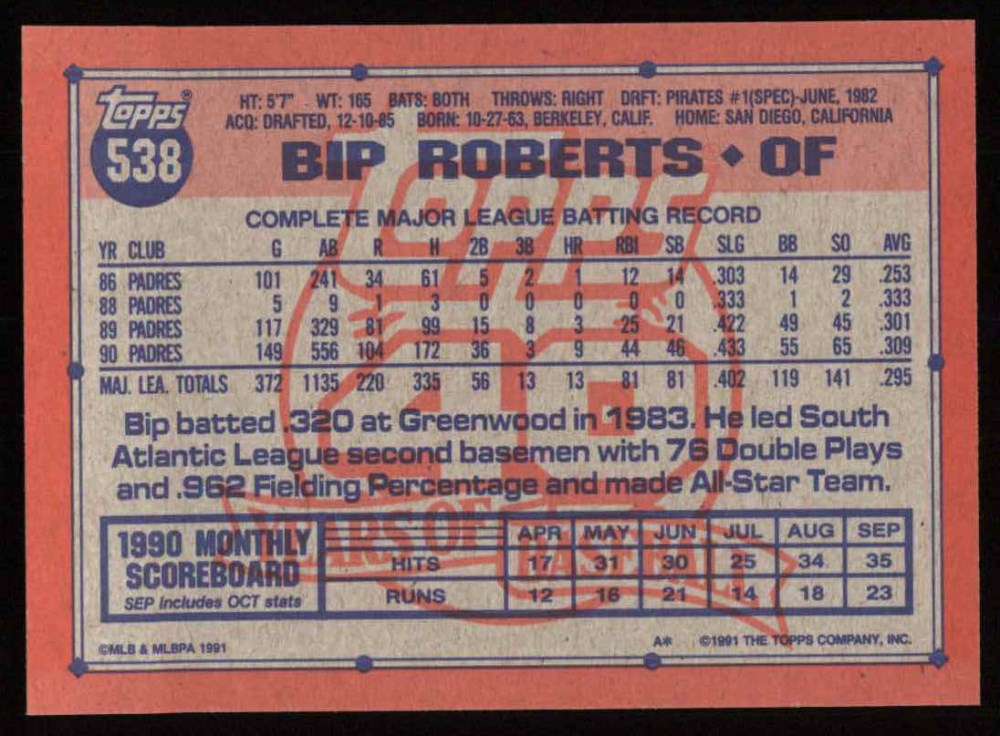 Topps®
538
HT: 5'7" WT: 165 BATS: BOTH THROWS: RIGHT DRFT: PIRATES #1(SPEC)-JUNE, 1982
ACQ: DRAFTED, 12-10-85 BORN: 10-27-63, BERKELEY, CALIF. HOME: SAN DIEGO, CALIFORNIA
BIP ROBERTS ◆ OF
COMPLETE MAJOR LEAGUE BATTING RECORD
YR CLUB G AB R H 2B 3B HR RBI SB SLG BB SO AVG
86 PADRES 101 241 34 61 5 2 1 12 14 .303 14 29 .253
88 PADRES 5 9 1 3 0 0 0 0 0 .333 1 2 .333
89 PADRES 117 329 81 99 15 8 3 25 21 .422 49 45 .301
90 PADRES 149 556 104 172 36 3 9 44 46 .433 55 65 .309
MAJ. LEA. TOTALS 372 1135 220 335 56 13 13 81 81 .402 119 141 .295
Bip batted .320 at Greenwood in 1983. He led South
Atlantic League second basemen with 76 Double Plays
and .962 Fielding Percentage and made All-Star Team.
Topps
40
YEARS OF BASEBALL
1990 MONTHLY
SCOREBOARD
SEP includes OCT stats
APR MAY JUN JUL AUG SEP
HITS 17 31 30 25 34 35
RUNS 12 16 21 14 18 23
©MLB & MLBPA 1991
A* ©1991 THE TOPPS COMPANY, INC.